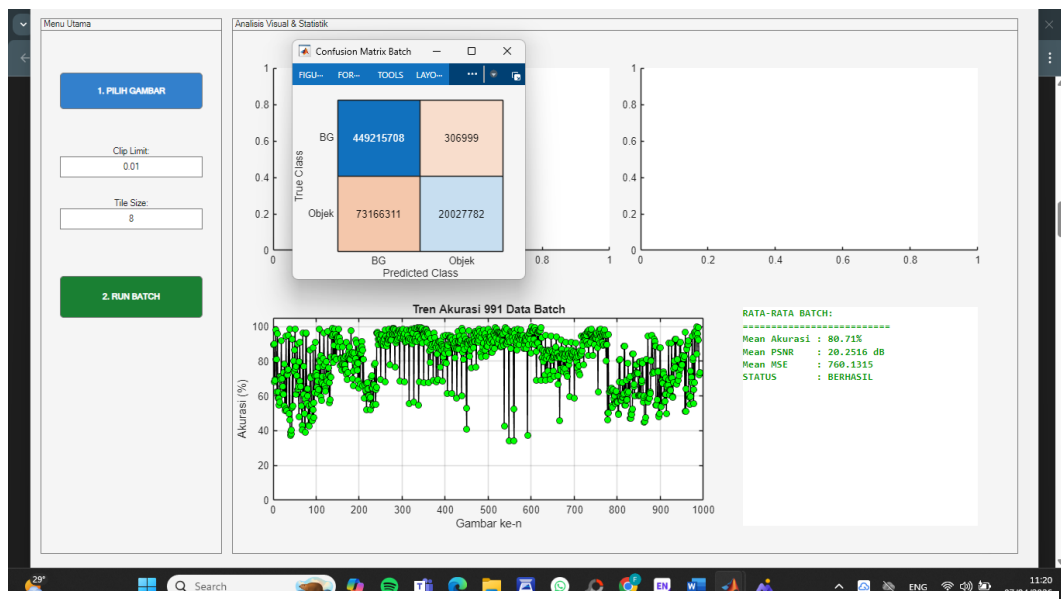 Menu Utama
1. PILIH GAMBAR
Clip Limit:
0.01
Tile Size:
8
2. RUN BATCH
Analisis Visual & Statistik
Confusion Matrix Batch
FIGU... FOR... TOOLS LAYO... ...
True Class
BG 449215708 306999
Objek 73166311 20027782
BG Objek
Predicted Class
1
0.8
0.6
0.4
0.2
0
0 0.8 1
1
0.8
0.6
0.4
0.2
0
0 0.2 0.4 0.6 0.8 1
Tren Akurasi 991 Data Batch
Akurasi (%)
100
80
60
40
20
0
0 100 200 300 400 500 600 700 800 900 1000
Gambar ke-n
RATA-RATA BATCH:
==========================
Mean Akurasi : 80.71%
Mean PSNR : 20.2516 dB
Mean MSE : 760.1315
STATUS : BERHASIL
29°
Search
ENG
11:20